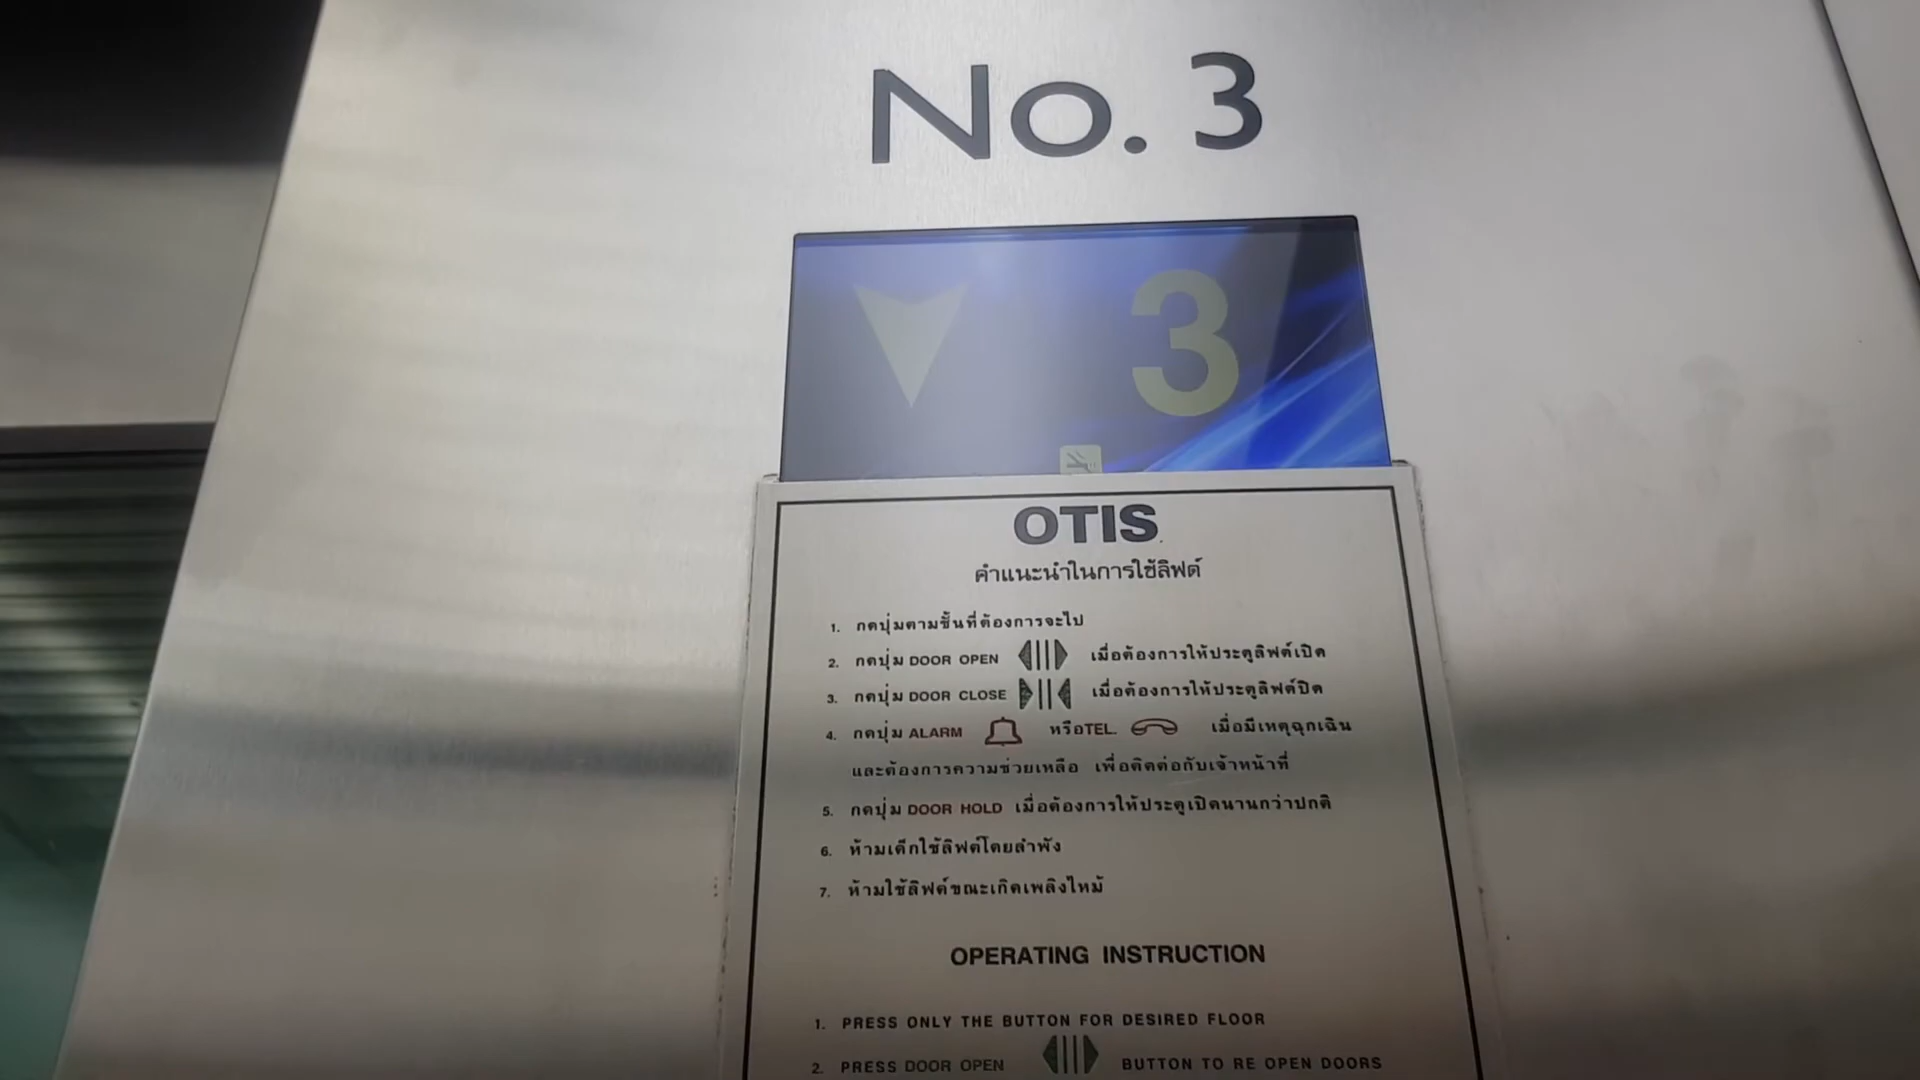 No. 3
3
OTIS
คำแนะนำในการใช้ลิฟต์
1. กดปุ่มตามชั้นที่ต้องการจะไป
2. กดปุ่ม DOOR OPEN เมื่อต้องการให้ประตูลิฟต์เปิด
3. กดปุ่ม DOOR CLOSE เมื่อต้องการให้ประตูลิฟต์ปิด
4. กดปุ่ม ALARM หรือ TEL. เมื่อมีเหตุฉุกเฉิน
และต้องการความช่วยเหลือ เพื่อติดต่อกับเจ้าหน้าที่
5. กดปุ่ม DOOR HOLD เมื่อต้องการให้ประตูเปิดนานกว่าปกติ
6. ห้ามเด็กใช้ลิฟต์โดยลำพัง
7. ห้ามใช้ลิฟต์ขณะเกิดเพลิงไหม้
OPERATING INSTRUCTION
1. PRESS ONLY THE BUTTON FOR DESIRED FLOOR
2. PRESS DOOR OPEN BUTTON TO RE OPEN DOORS